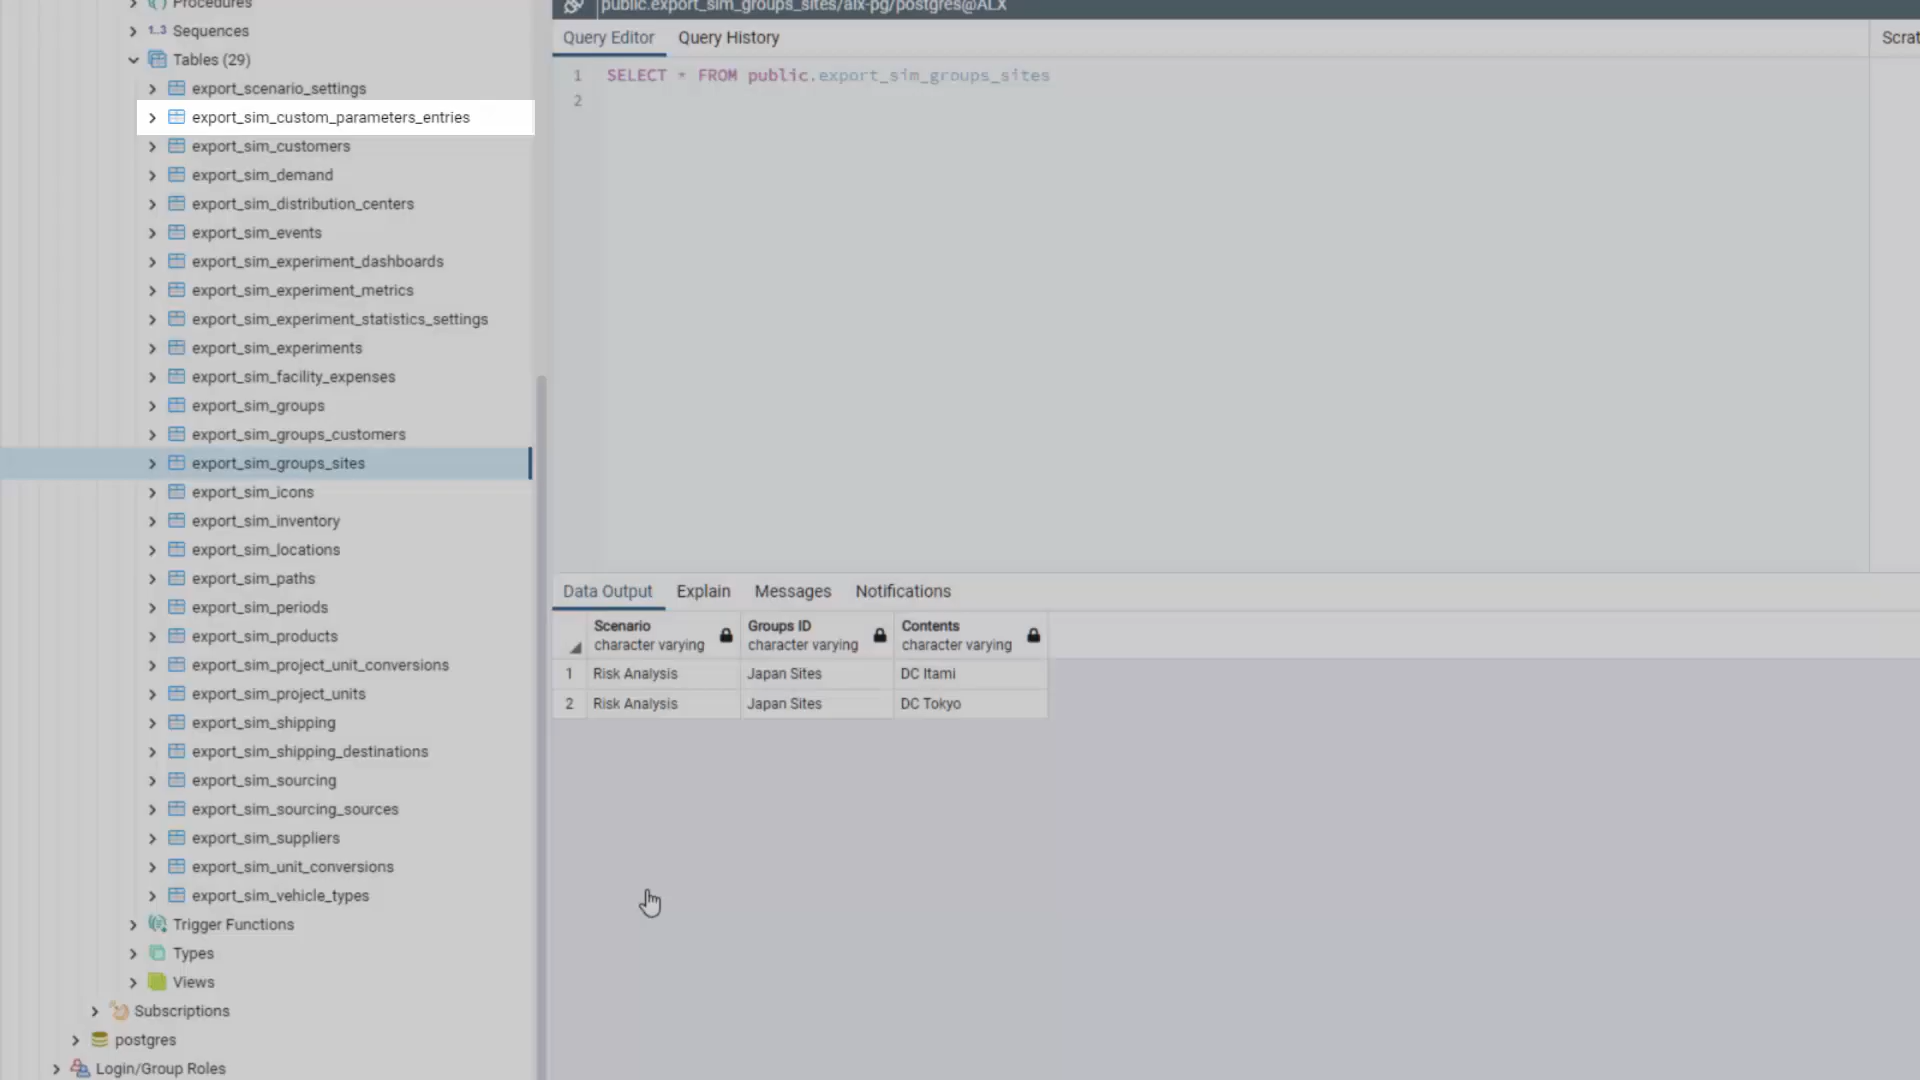 Procedures
Sequences
Tables (29)
export_scenario_settings
export_sim_custom_parameters_entries
export_sim_customers
export_sim_demand
export_sim_distribution_centers
export_sim_events
export_sim_experiment_dashboards
export_sim_experiment_metrics
export_sim_experiment_statistics_settings
export_sim_experiments
export_sim_facility_expenses
export_sim_groups
export_sim_groups_customers
export_sim_groups_sites
export_sim_icons
export_sim_inventory
export_sim_locations
export_sim_paths
export_sim_periods
export_sim_products
export_sim_project_unit_conversions
export_sim_project_units
export_sim_shipping
export_sim_shipping_destinations
export_sim_sourcing
export_sim_sourcing_sources
export_sim_suppliers
export_sim_unit_conversions
export_sim_vehicle_types
Trigger Functions
Types
Views
Subscriptions
postgres
Login/Group Roles
public.export_sim_groups_sites/alx-pg/postgres@ALX
Query Editor Query History Scrat
1 SELECT * FROM public.export_sim_groups_sites
2
Data Output Explain Messages Notifications
Scenario Groups ID Contents
character varying character varying character varying
1 Risk Analysis Japan Sites DC Itami
2 Risk Analysis Japan Sites DC Tokyo